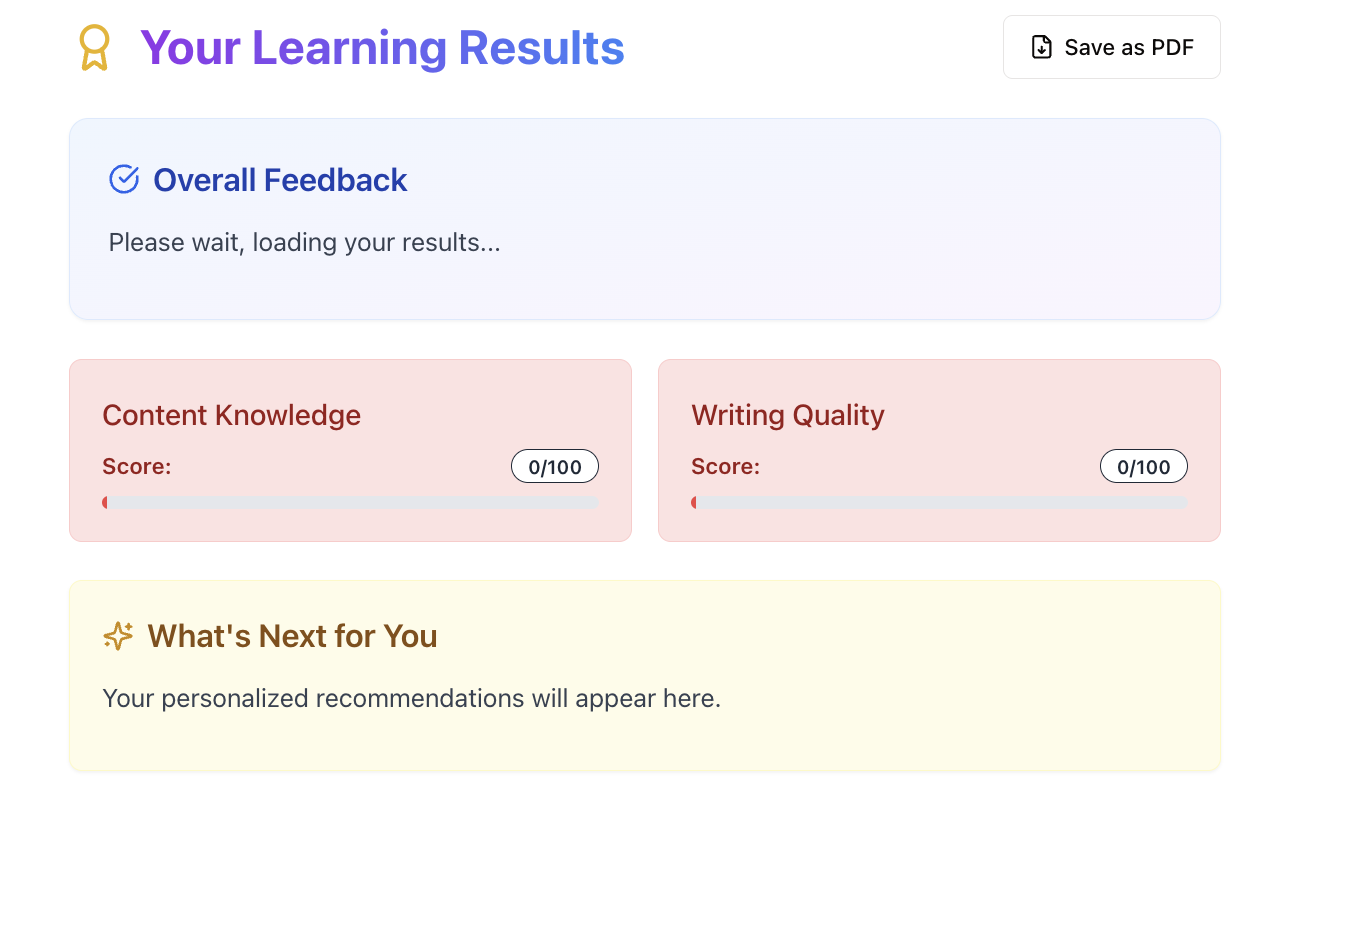 Your Learning Results
Save as PDF
Overall Feedback
Please wait, loading your results...
Content Knowledge
Score:
0/100
Writing Quality
Score:
0/100
What's Next for You
Your personalized recommendations will appear here.